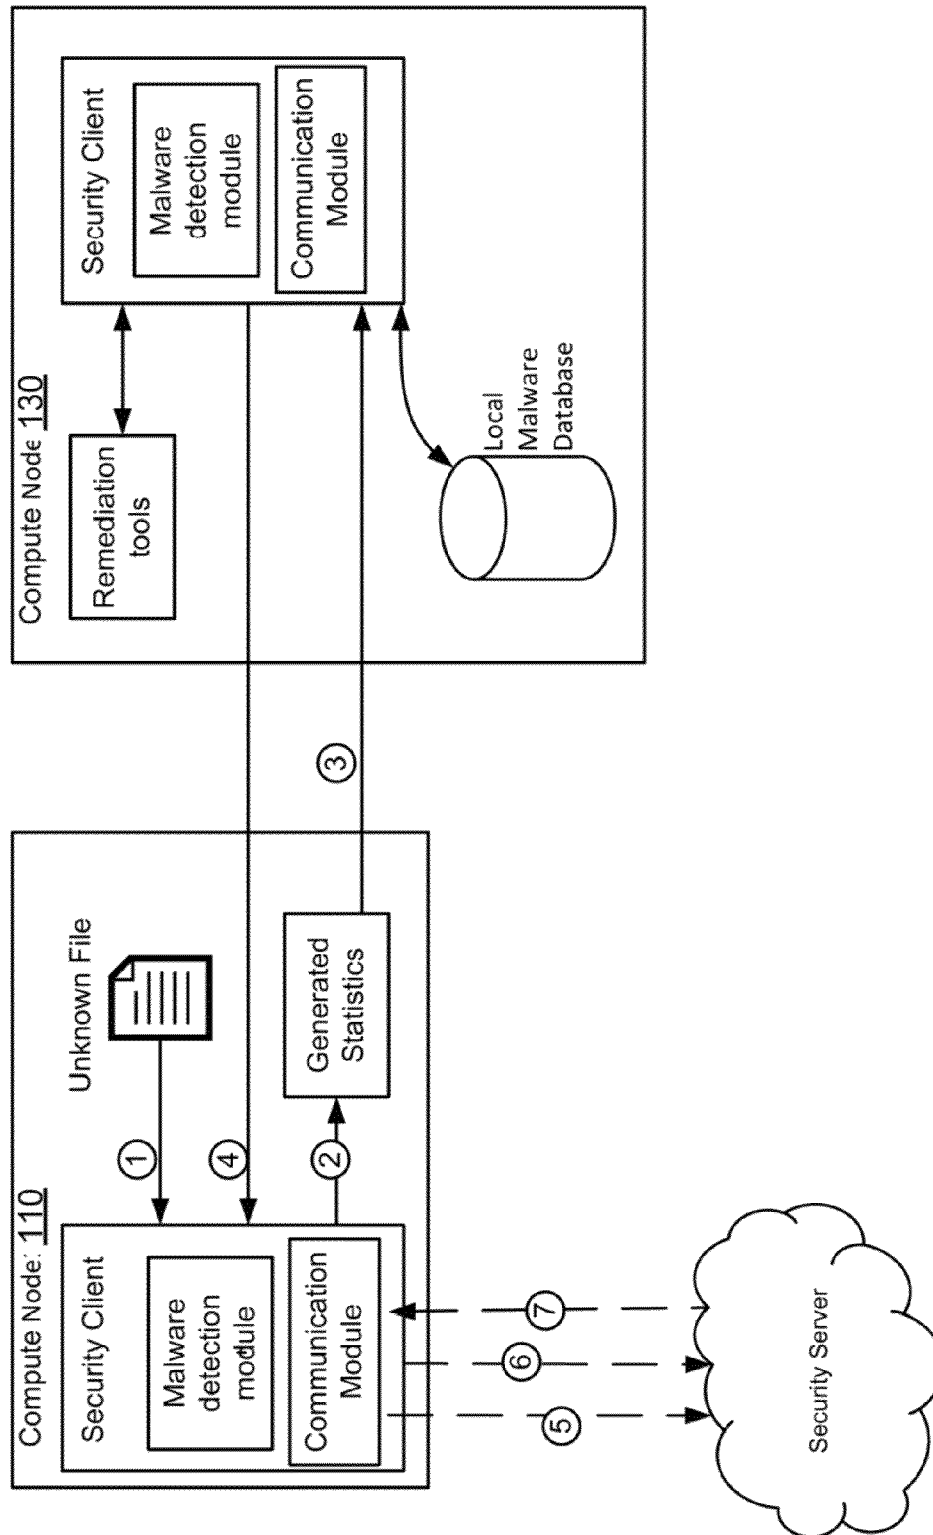 Compute Node: 110
Security Client
Malware
detection
module
Communication
Module
1
4
2
Unknown File
Generated
Statistics
3
5
6
7
Security Server
Compute Node 130
Remediation
tools
Security Client
Malware
detection
module
Communication
Module
Local
Malware
Database